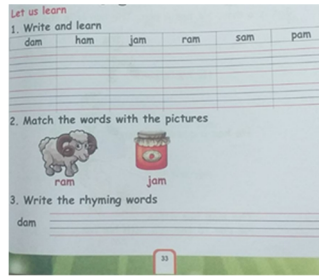 Let us learn
1. Write and learn
dam ham jam ram sam pam
2. Match the words with the pictures
ram jam
3. Write the rhyming words
dam
33